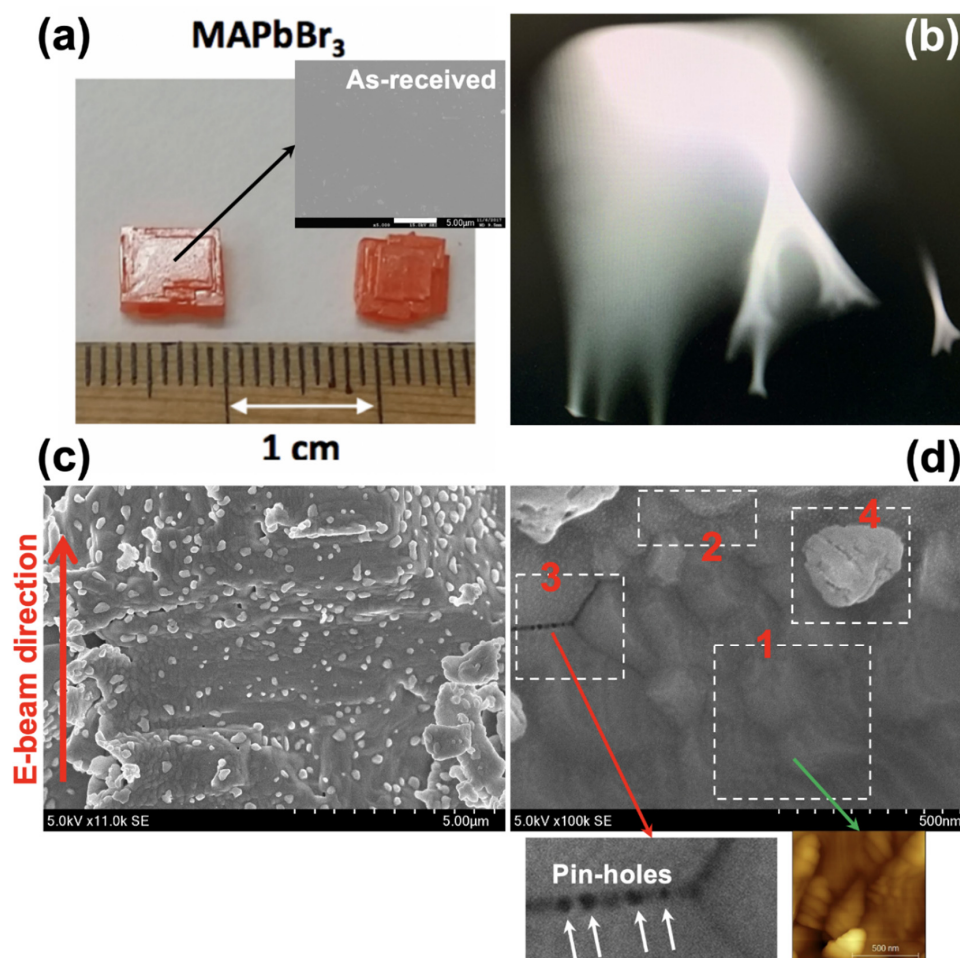 (a)
MAPbBr₃
As-received
5.00µm
1 cm
(b)
(c)
E-beam direction
5.0kV x11.0k SE
5.00µm
(d)
1
2
3
4
5.0kV x100k SE
500nm
Pin-holes
500 nm